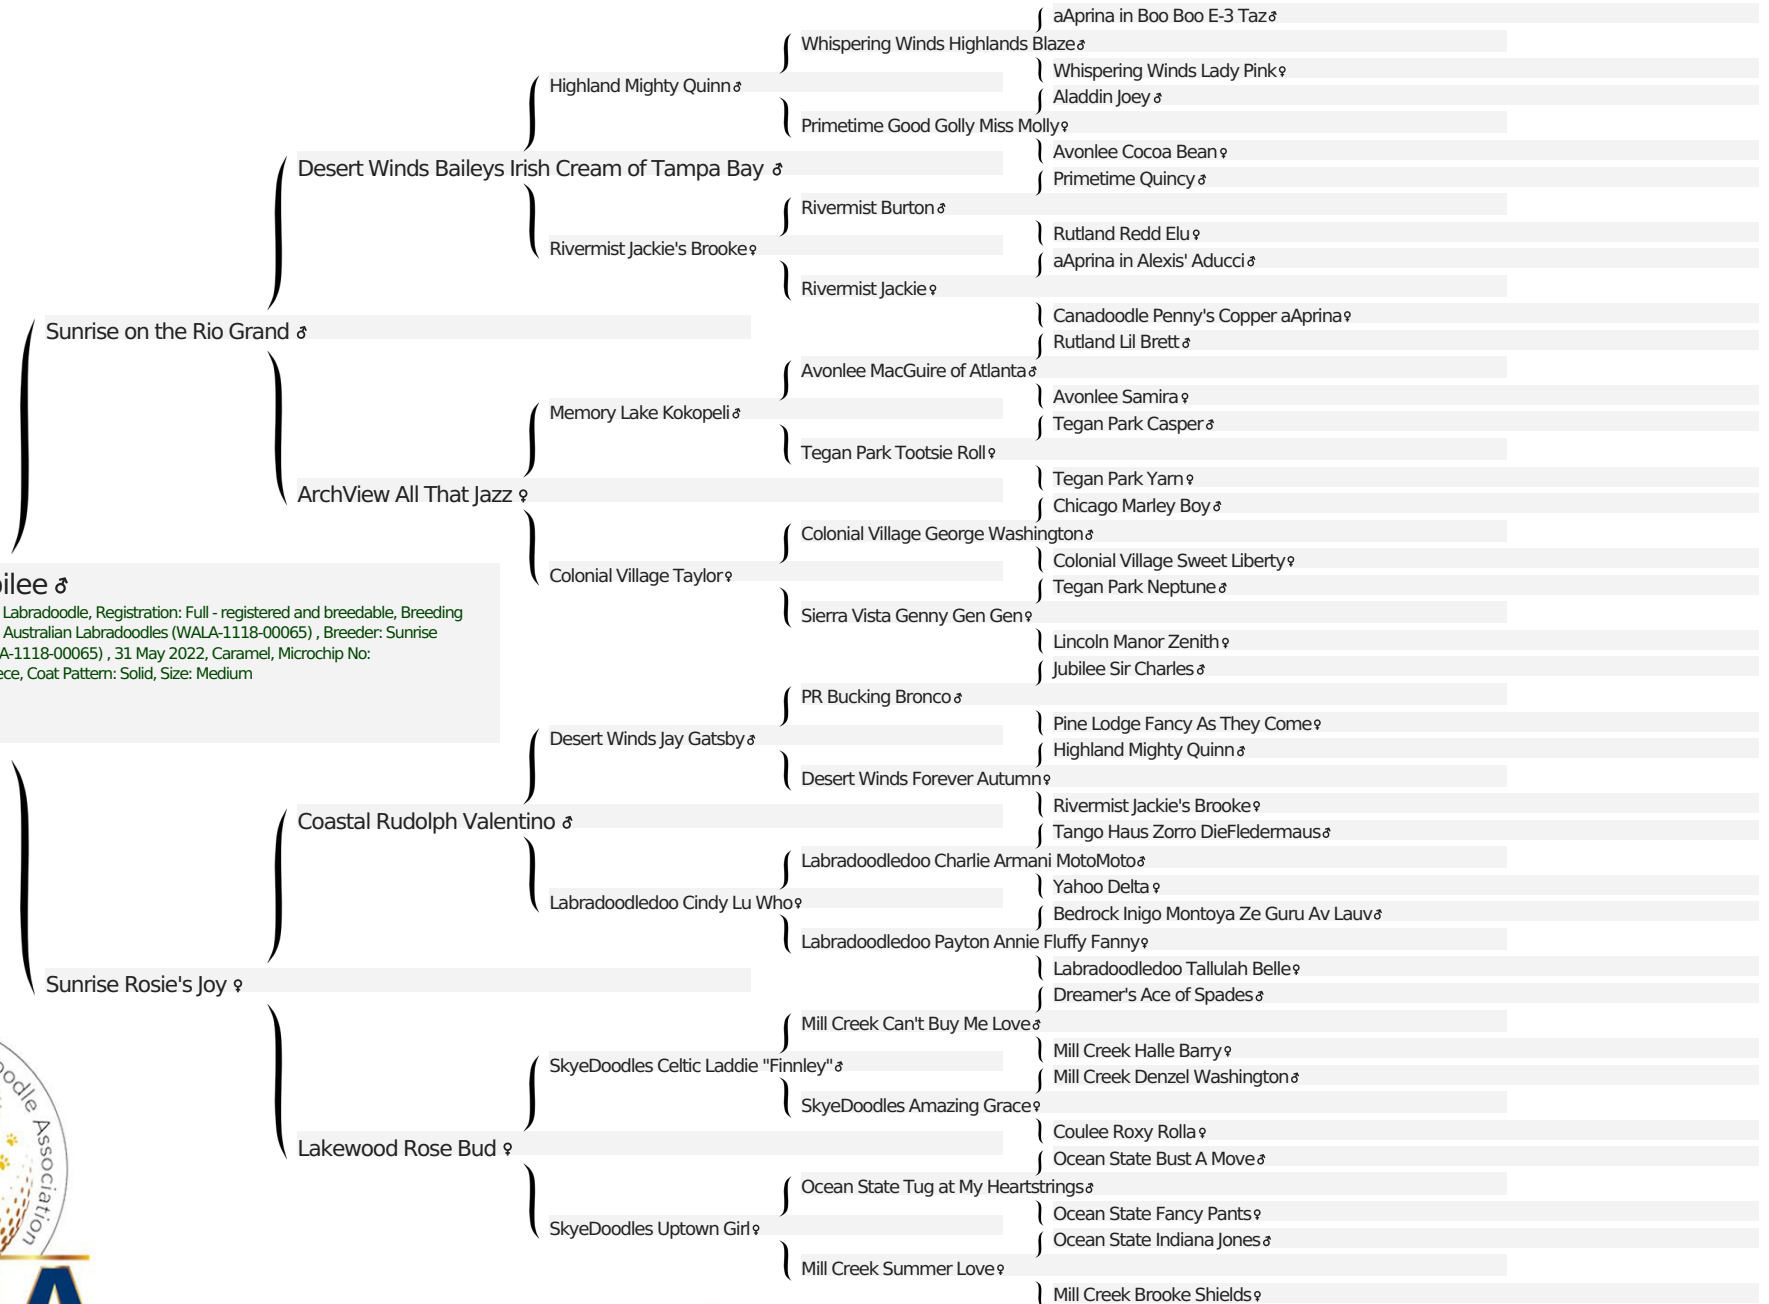 aAprina in Boo Boo E-3 Taz♂
Whispering Winds Highlands Blaze♂
Whispering Winds Lady Pink♀
Highland Mighty Quinn♂
Aladdin Joey♂
Primetime Good Golly Miss Molly♀
Avonlee Cocoa Bean♀
Desert Winds Baileys Irish Cream of Tampa Bay ♂
Primetime Quincy♂
Rivermist Burton♂
Rutland Redd Elu♀
Rivermist Jackie's Brooke♀
aAprina in Alexis' Aducci♂
Rivermist Jackie♀
Canadoodle Penny's Copper aAprina♀
Sunrise on the Rio Grand ♂
Rutland Lil Brett♂
Avonlee MacGuire of Atlanta♂
Avonlee Samira♀
Memory Lake Kokopeli♂
Tegan Park Casper♂
Tegan Park Tootsie Roll♀
Tegan Park Yarn♀
ArchView All That Jazz ♀
Chicago Marley Boy♂
Colonial Village George Washington♂
Colonial Village Sweet Liberty♀
Colonial Village Taylor♀
Tegan Park Neptune♂
Sierra Vista Genny Gen Gen♀
Lincoln Manor Zenith♀
ilee ♂
Labradoodle, Registration: Full - registered and breedable, Breeding
Australian Labradoodles (WALA-1118-00065) , Breeder: Sunrise
A-1118-00065) , 31 May 2022, Caramel, Microchip No:
ece, Coat Pattern: Solid, Size: Medium
Jubilee Sir Charles♂
PR Bucking Bronco♂
Pine Lodge Fancy As They Come♀
Desert Winds Jay Gatsby♂
Highland Mighty Quinn♂
Desert Winds Forever Autumn♀
Rivermist Jackie's Brooke♀
Coastal Rudolph Valentino ♂
Tango Haus Zorro DieFledermaus♂
Labradoodledoo Charlie Armani MotoMoto♂
Yahoo Delta♀
Labradoodledoo Cindy Lu Who♀
Bedrock Inigo Montoya Ze Guru Av Lauv♂
Labradoodledoo Payton Annie Fluffy Fanny♀
Labradoodledoo Tallulah Belle♀
Sunrise Rosie's Joy ♀
Dreamer's Ace of Spades♂
Mill Creek Can't Buy Me Love♂
Mill Creek Halle Barry♀
SkyeDoodles Celtic Laddie "Finnley"♂
Mill Creek Denzel Washington♂
SkyeDoodles Amazing Grace♀
Coulee Roxy Rolla♀
Lakewood Rose Bud ♀
Ocean State Bust A Move♂
Ocean State Tug at My Heartstrings♂
Ocean State Fancy Pants♀
SkyeDoodles Uptown Girl♀
Ocean State Indiana Jones♂
Mill Creek Summer Love♀
Mill Creek Brooke Shields♀
oodle Association
A